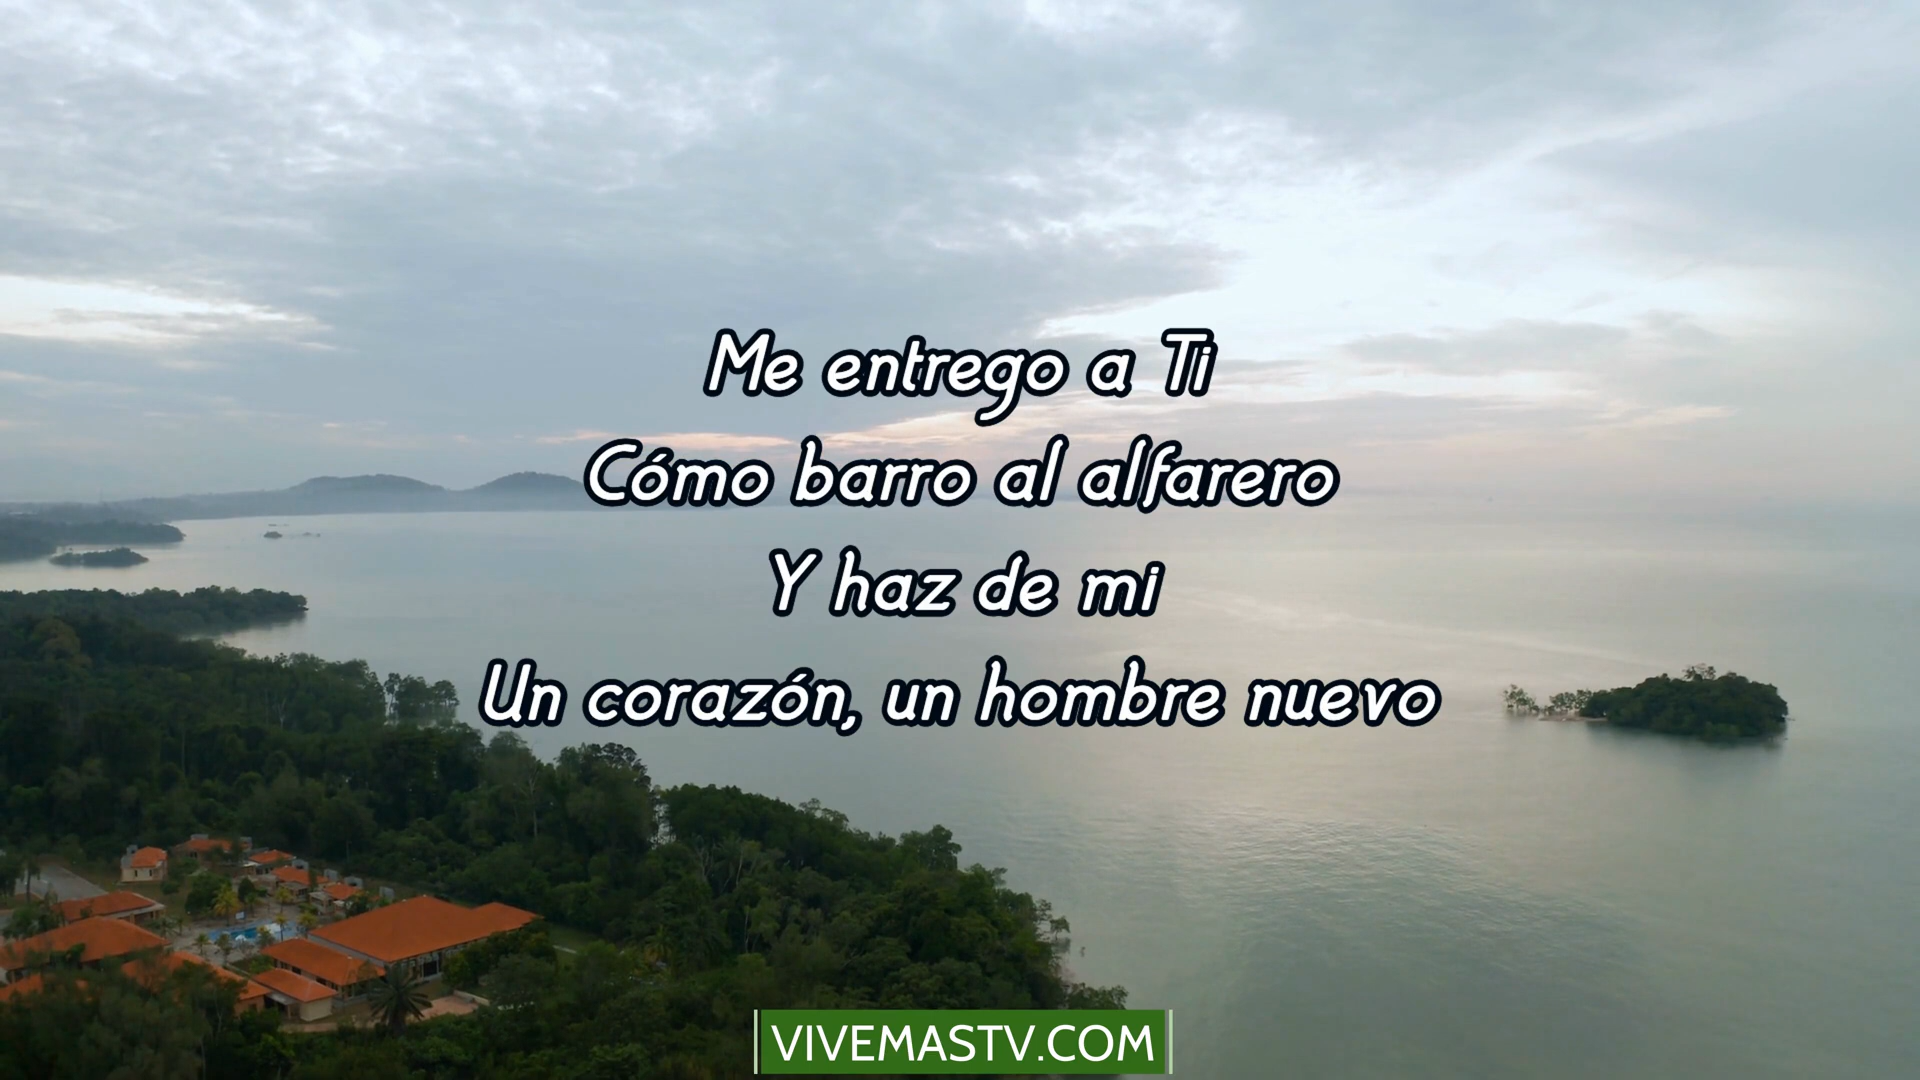 Me entrego a Ti
Cómo barro al alfarero
Y haz de mi
Un corazón, un hombre nuevo
VIVEMASTV.COM